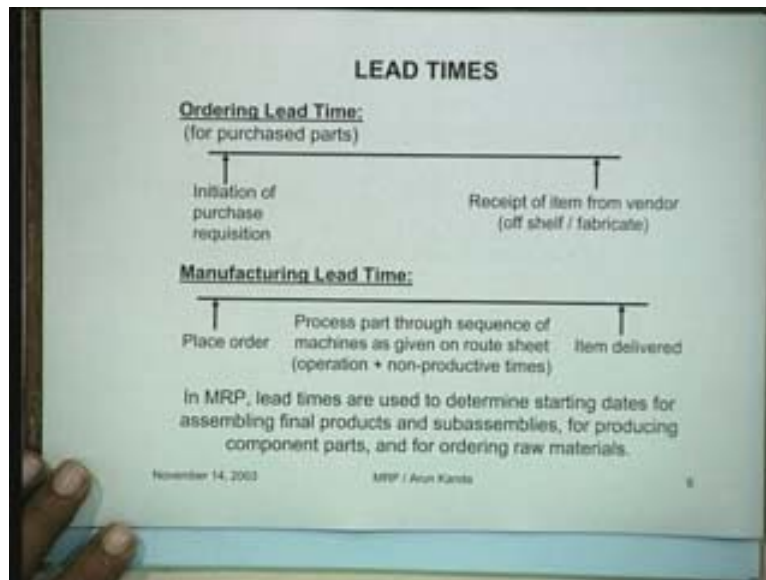 LEAD TIMES
Ordering Lead Time:
(for purchased parts)
Initiation of
purchase
requisition
Receipt of item from vendor
(off shelf / fabricate)
Manufacturing Lead Time:
Place order
Process part through sequence of
machines as given on route sheet
(operation + non-productive times)
Item delivered
In MRP, lead times are used to determine starting dates for
assembling final products and subassemblies, for producing
component parts, and for ordering raw materials.
November 14, 2003
MRP / Arun Kanda